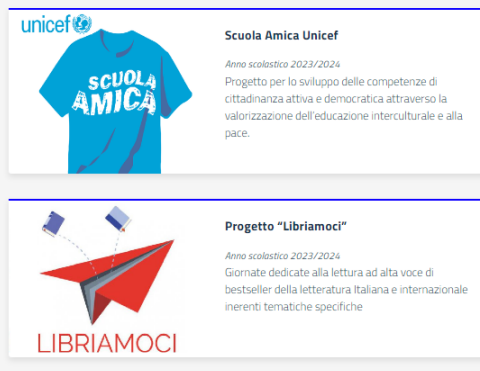 unicef
SCUOLA
AMICA
Scuola Amica Unicef
Anno scolastico 2023/2024
Progetto per lo sviluppo delle competenze di
cittadinanza attiva e democratica attraverso la
valorizzazione dell'educazione interculturale e alla
pace.
LIBRIAMOCI
Progetto “Libriamoci”
Anno scolastico 2023/2024
Giornate dedicate alla lettura ad alta voce di
bestseller della letteratura Italiana e internazionale
inerenti tematiche specifiche